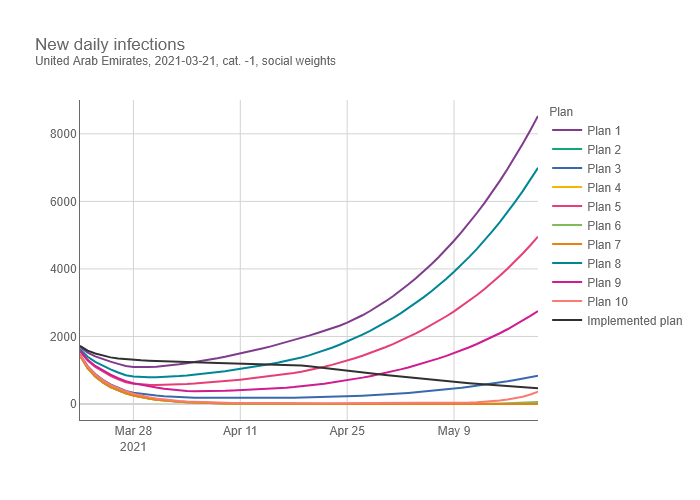 New daily infections
United Arab Emirates, 2021-03-21, cat. -1, social weights
8000
6000
4000
2000
0
Mar 28
2021
Apr 11
Apr 25
May 9
Plan
Plan 1
Plan 2
Plan 3
Plan 4
Plan 5
Plan 6
Plan 7
Plan 8
Plan 9
Plan 10
Implemented plan